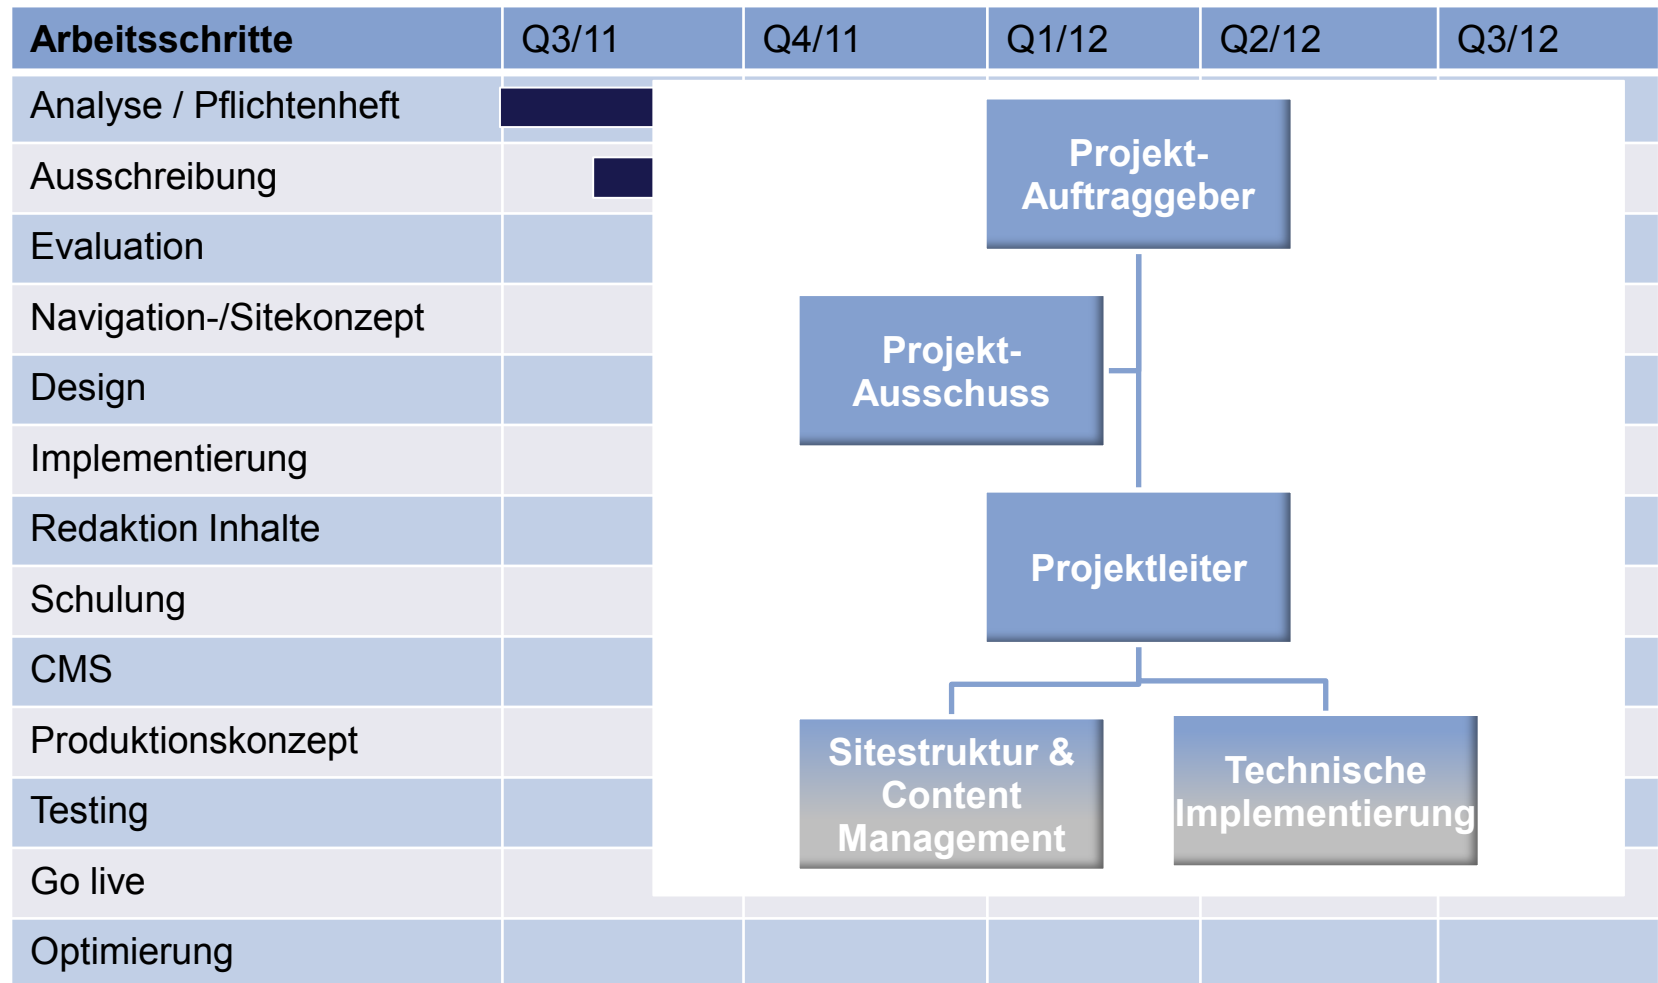 Arbeitsschritte Q3/11 Q4/11 Q1/12 Q2/12 Q3/12
Analyse / Pflichtenheft
Ausschreibung
Evaluation
Navigation-/Sitekonzept
Design
Implementierung
Redaktion Inhalte
Schulung
CMS
Produktionskonzept
Testing
Go live
Optimierung
Projekt-
Auftraggeber
Projekt-
Ausschuss
Projektleiter
Sitestruktur &
Content
Management
Technische
Implementierung